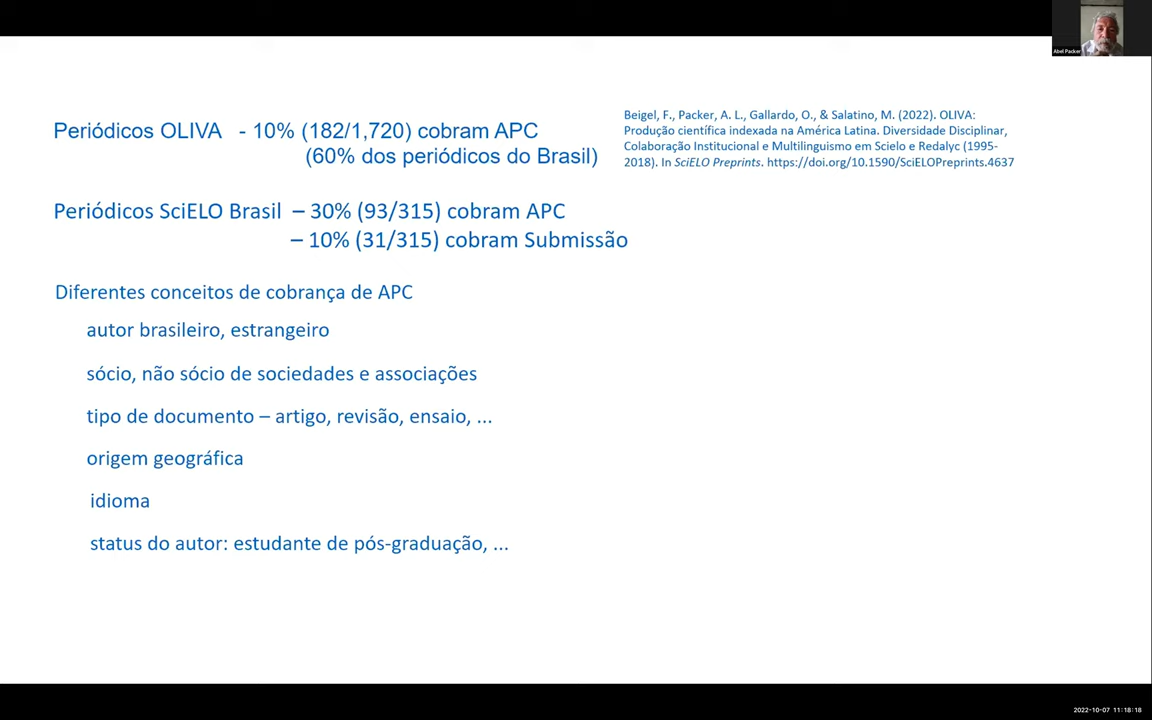 Abel Packer
Periódicos OLIVA - 10% (182/1,720) cobram APC
(60% dos periódicos do Brasil)
Beigel, F., Packer, A. L., Gallardo, O., & Salatino, M. (2022). OLIVA:
Produção científica indexada na América Latina. Diversidade Disciplinar,
Colaboração Institucional e Multilinguismo em Scielo e Redalyc (1995-
2018). In SciELO Preprints. https://doi.org/10.1590/SciELOPreprints.4637
Periódicos SciELO Brasil – 30% (93/315) cobram APC
– 10% (31/315) cobram Submissão
Diferentes conceitos de cobrança de APC
autor brasileiro, estrangeiro
sócio, não sócio de sociedades e associações
tipo de documento – artigo, revisão, ensaio, ...
origem geográfica
idioma
status do autor: estudante de pós-graduação, ...
2022-10-07 11:18:18